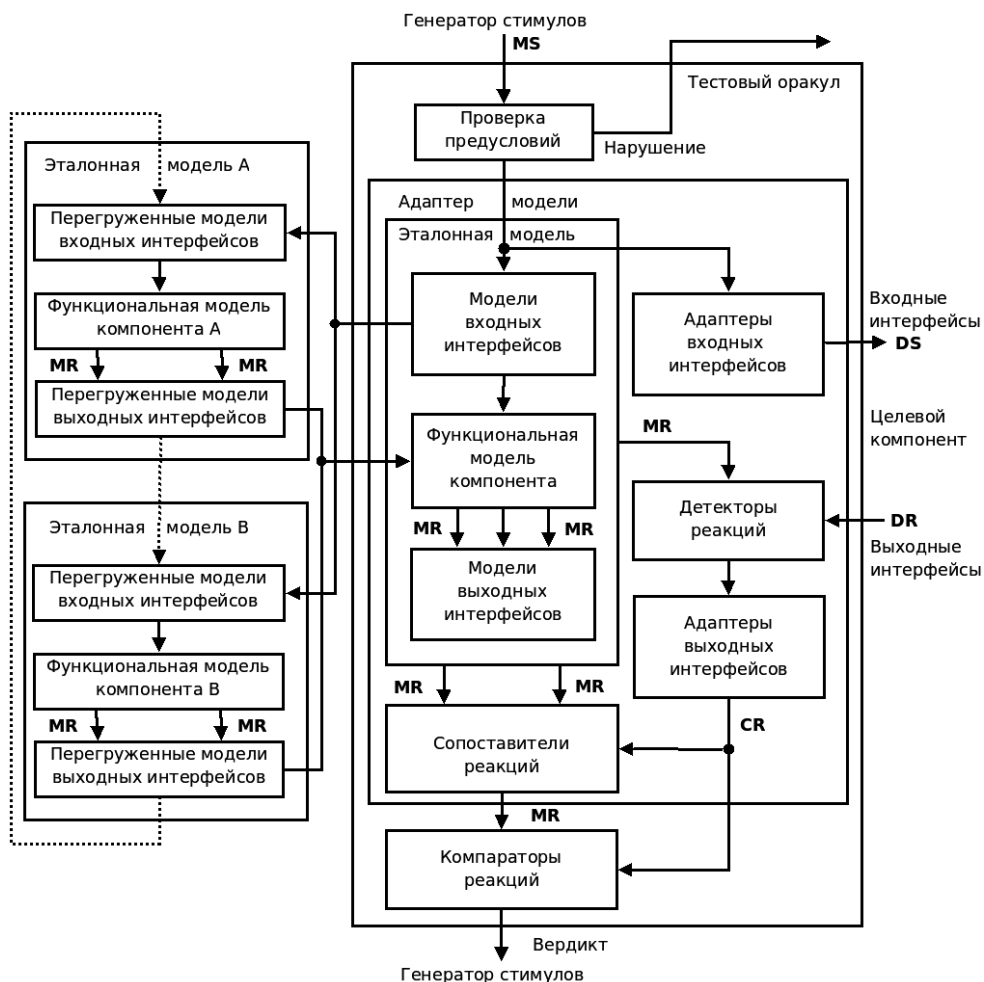 Генератор стимулов
MS
Тестовый оракул
Проверка
предусловий
Нарушение
Эталонная модель A
Перегруженные модели
входных интерфейсов
Функциональная модель
компонента A
MR MR
Перегруженные модели
выходных интерфейсов
Эталонная модель B
Перегруженные модели
входных интерфейсов
Функциональная модель
компонента B
MR MR
Перегруженные модели
выходных интерфейсов
Адаптер модели
Эталонная модель
Модели
входных
интерфейсов
Функциональная
модель
компонента
MR MR
Модели
выходных
интерфейсов
MR MR
Сопоставители
реакций
MR
Компараторы
реакций
Адаптеры
входных
интерфейсов
MR
Детекторы
реакций
Адаптеры
выходных
интерфейсов
CR
Входные
интерфейсы
DS
Целевой
компонент
DR
Выходные
интерфейсы
Вердикт
Генератор стимулов